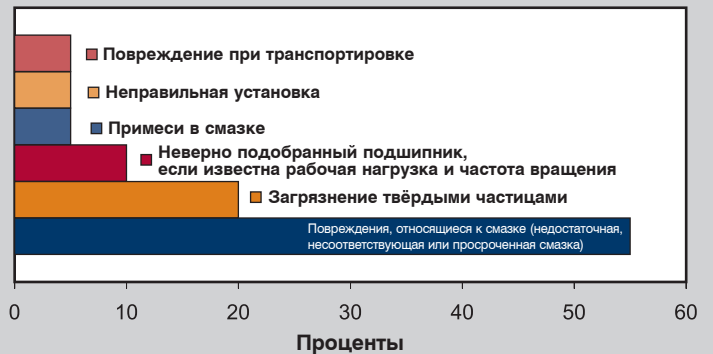 Повреждение при транспортировке
Неправильная установка
Примеси в смазке
Неверно подобранный подшипник,
если известна рабочая нагрузка и частота вращения
Загрязнение твёрдыми частицами
Повреждения, относящиеся к смазке (недостаточная,
несоответствующая или просроченная смазка)
0 10 20 30 40 50 60
Проценты